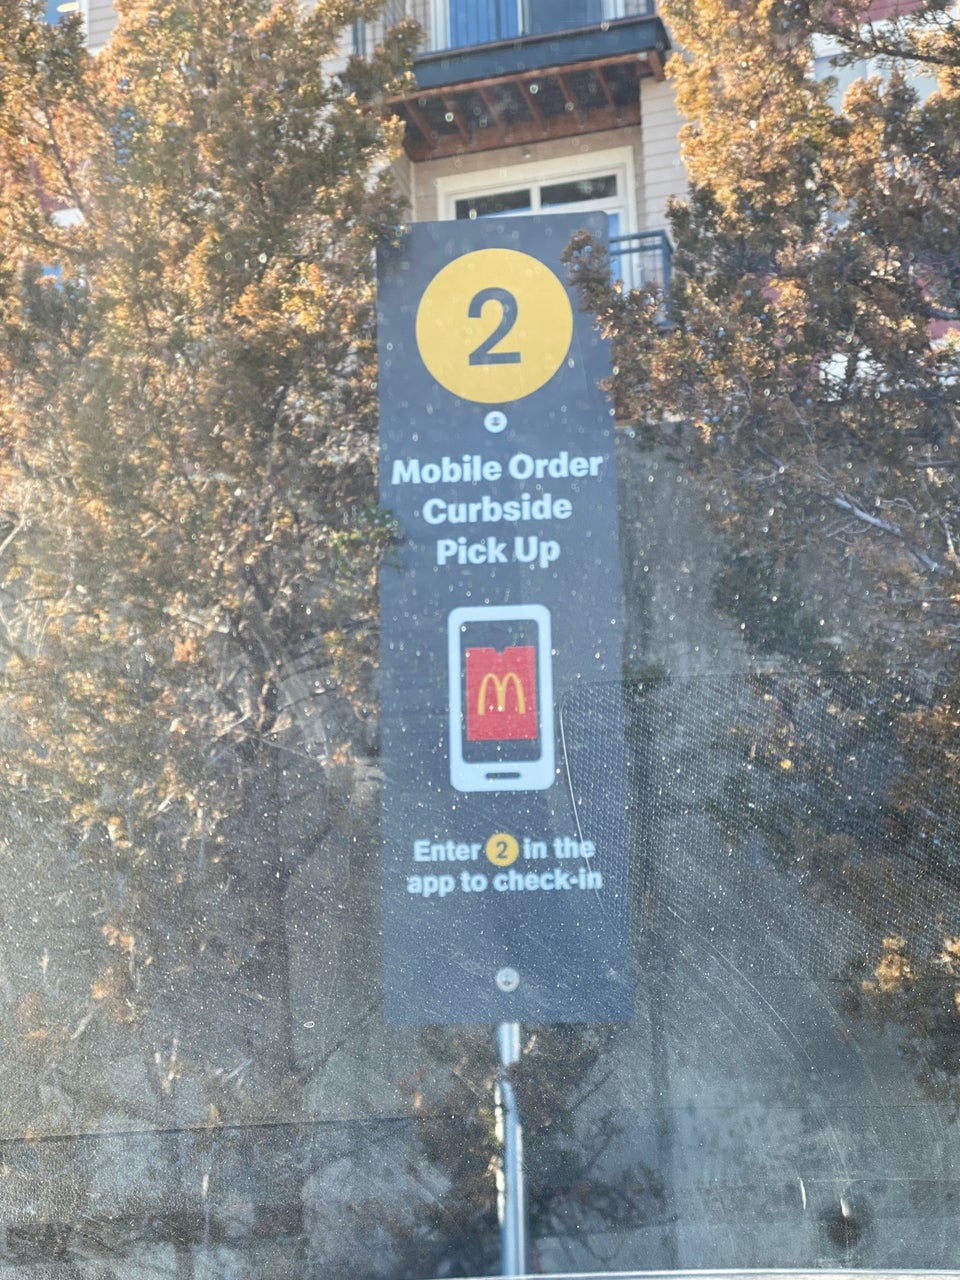 2
Mobile Order
Curbside
Pick Up
M
Enter 2 in the
app to check-in